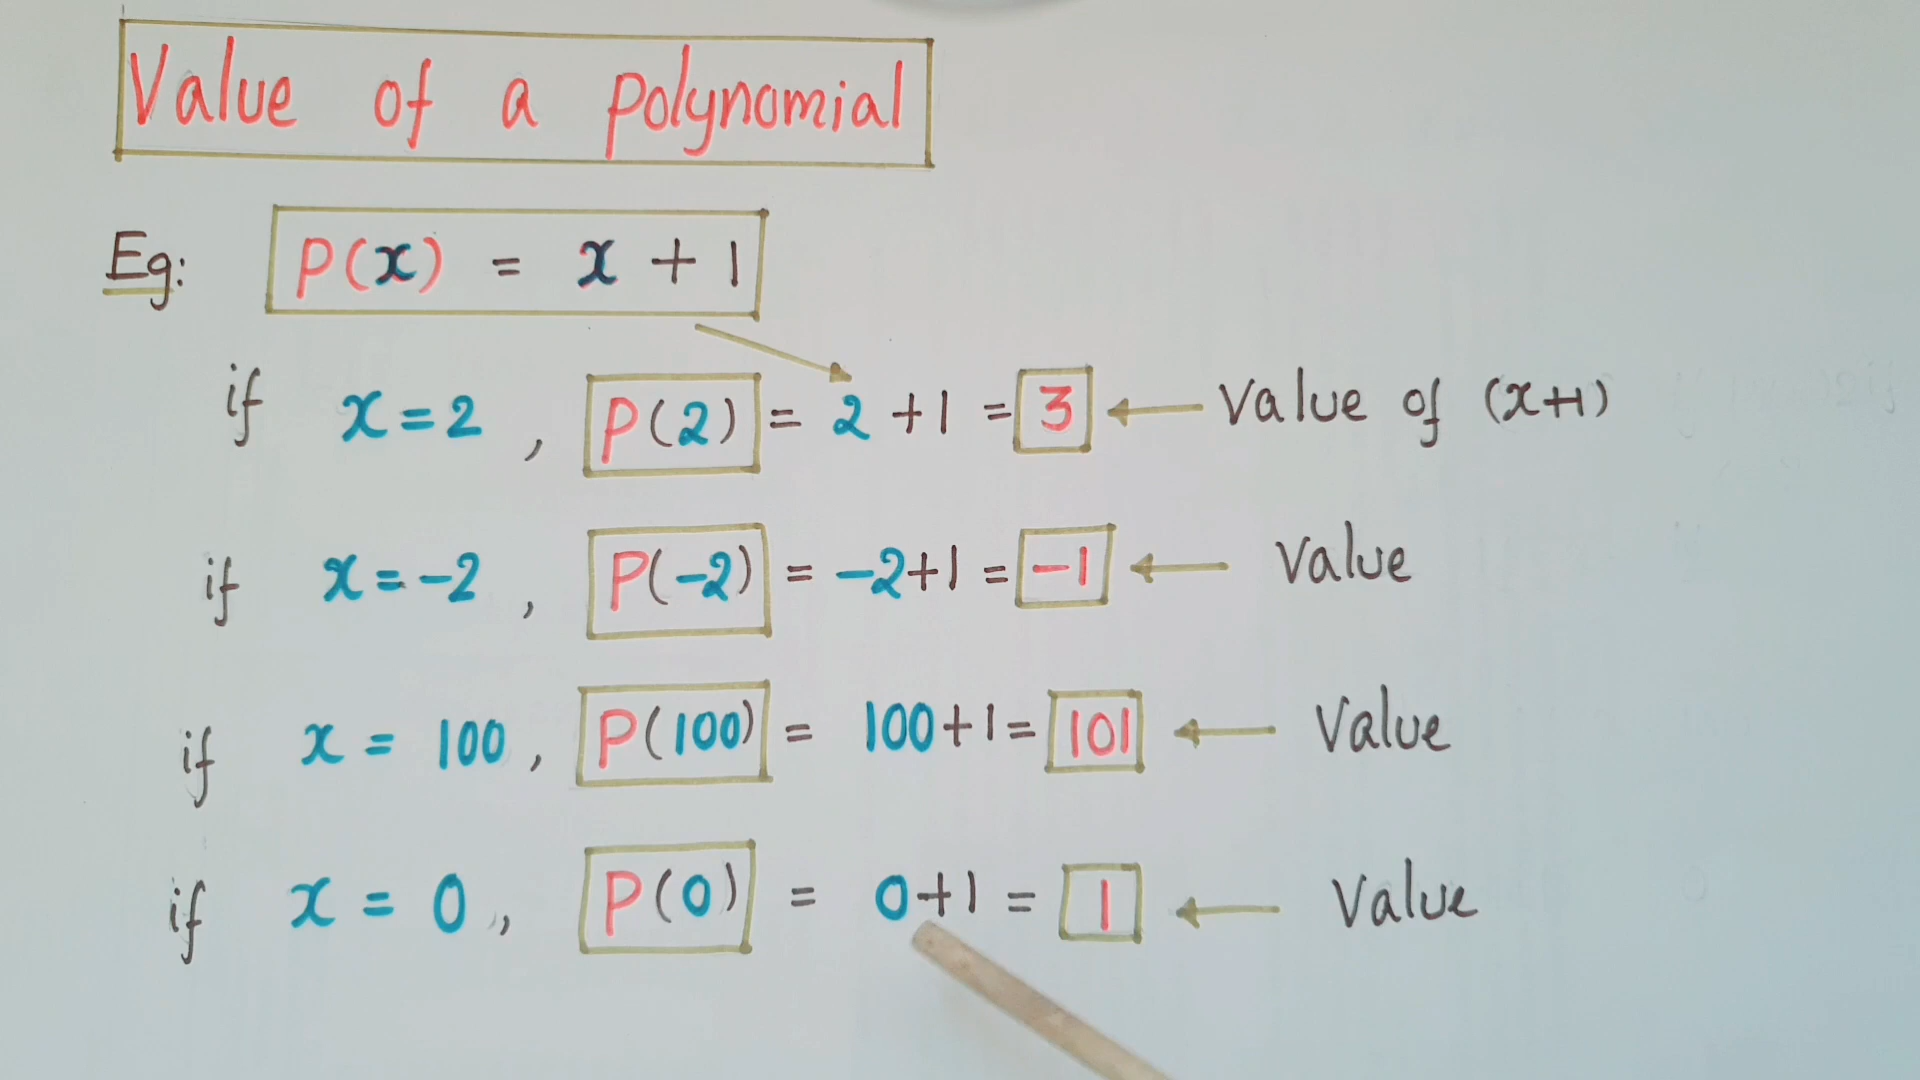 Value of a polynomial
Eg: P(x) = x + 1
if x=2, P(2) = 2 +1 = 3 ← Value of (x+1)
if x=-2, P(-2) = -2+1 = -1 ← Value
if x = 100, P(100) = 100+1= 101 ← Value
if x = 0, P(0) = 0+1 = 1 ← Value